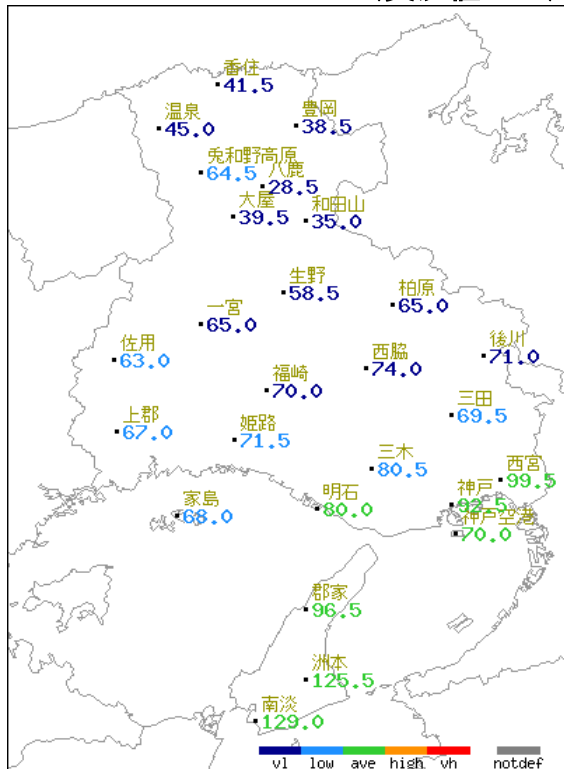 香住
41.5
温泉
45.0
豊岡
38.5
兎和野高原
64.5
八鹿
28.5
大屋
39.5
和田山
35.0
生野
58.5
柏原
65.0
一宮
65.0
佐用
63.0
西脇
74.0
後川
71.0
福崎
70.0
三田
69.5
上郡
67.0
姫路
71.5
三木
80.5
西宮
99.5
家島
68.0
明石
80.0
神戸
92.5
神戸空港
70.0
郡家
96.5
洲本
125.5
南淡
129.0
vl low ave high vh notdef